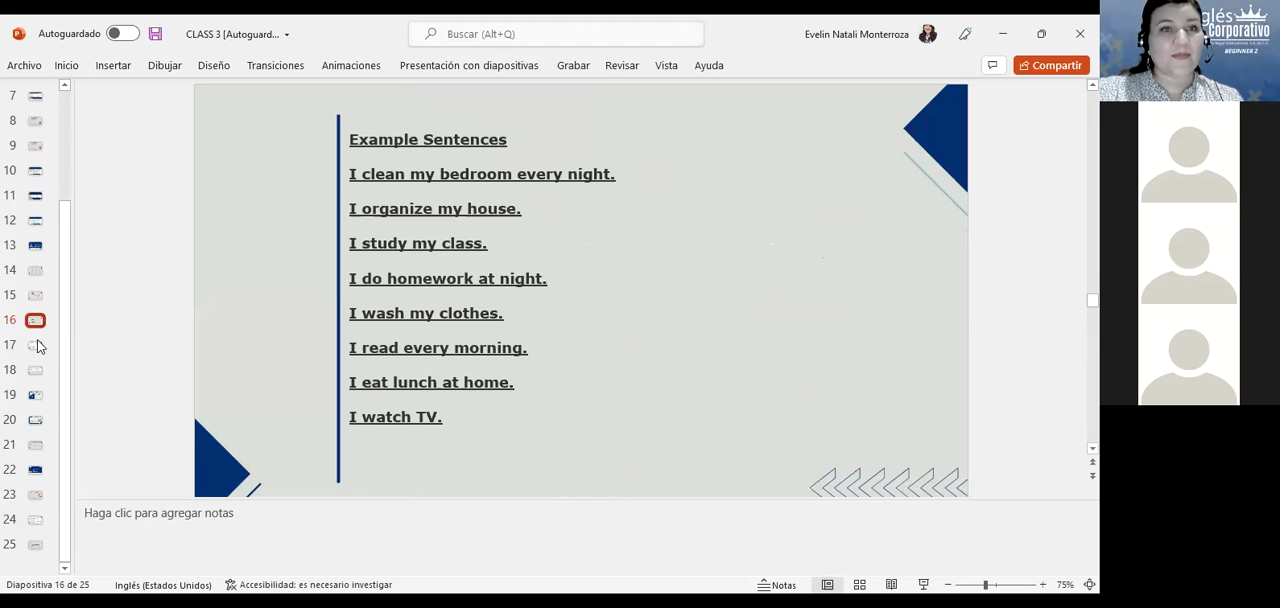 Autoguardado
CLASS 3 [Autoguard...
Buscar (Alt+Q)
Evelin Natali Monterroza
Archivo Inicio Insertar Dibujar Diseño Transiciones Animaciones Presentación con diapositivas Grabar Revisar Vista Ayuda
Compartir
glés
Corporativo
BEGINNER 2
7
8
9
10
11
12
13
14
15
16
17
18
19
20
21
22
23
24
25
Example Sentences
I clean my bedroom every night.
I organize my house.
I study my class.
I do homework at night.
I wash my clothes.
I read every morning.
I eat lunch at home.
I watch TV.
Haga clic para agregar notas
Diapositiva 16 de 25 Inglés (Estados Unidos) Accesibilidad: es necesario investigar Notas 75%